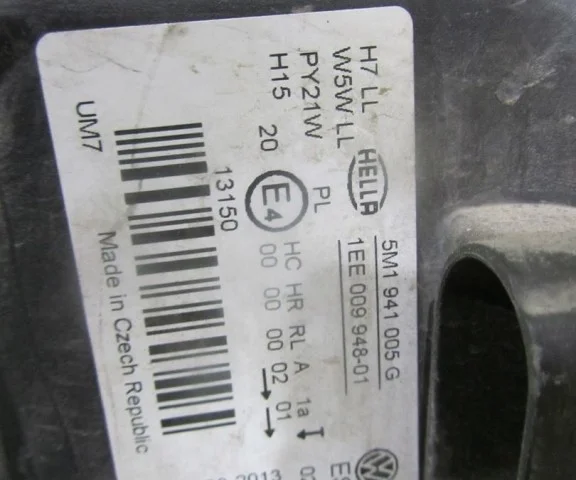 H7 LL
W5W LL
PY21W
H15 20
HELLA
5M1 941 005 G
1EE 009 948-01
PL
E4
HC HR RL A 1a
00 00 00 02 01
13150
UM7
Made in Czech Republic
2013